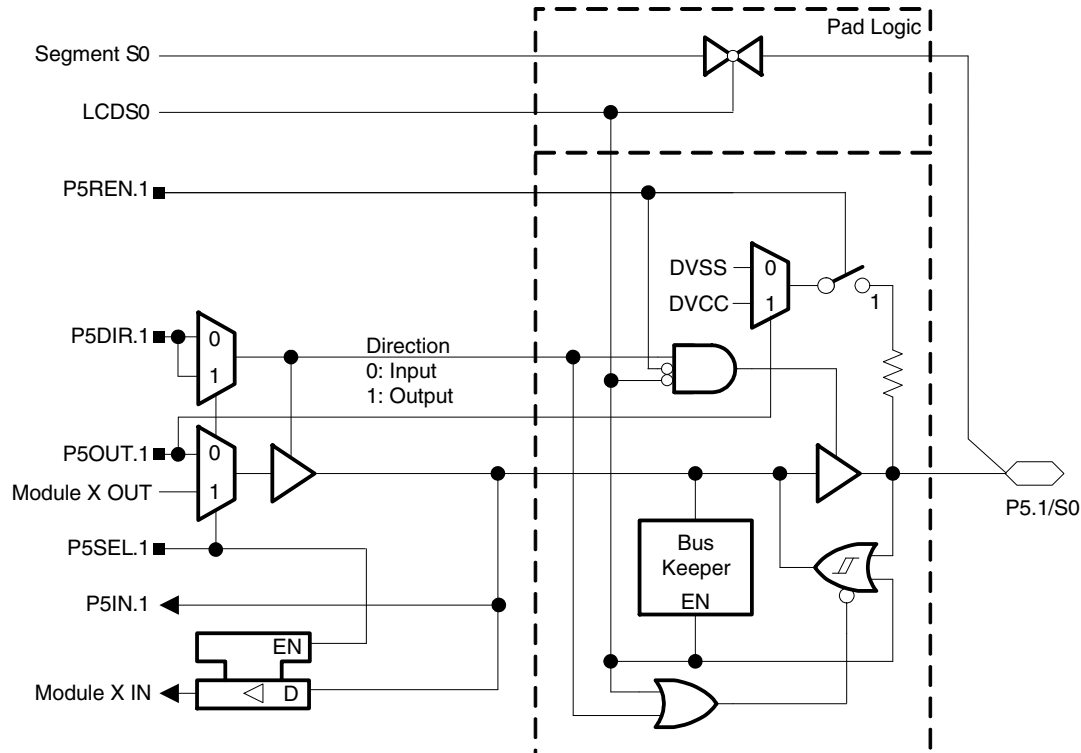 Pad Logic
Segment S0
LCDS0
P5REN.1
DVSS
0
DVCC
1
1
P5DIR.1
0
1
Direction
0: Input
1: Output
P5OUT.1
0
Module X OUT
1
P5.1/S0
P5SEL.1
Bus
Keeper
EN
P5IN.1
EN
Module X IN
D